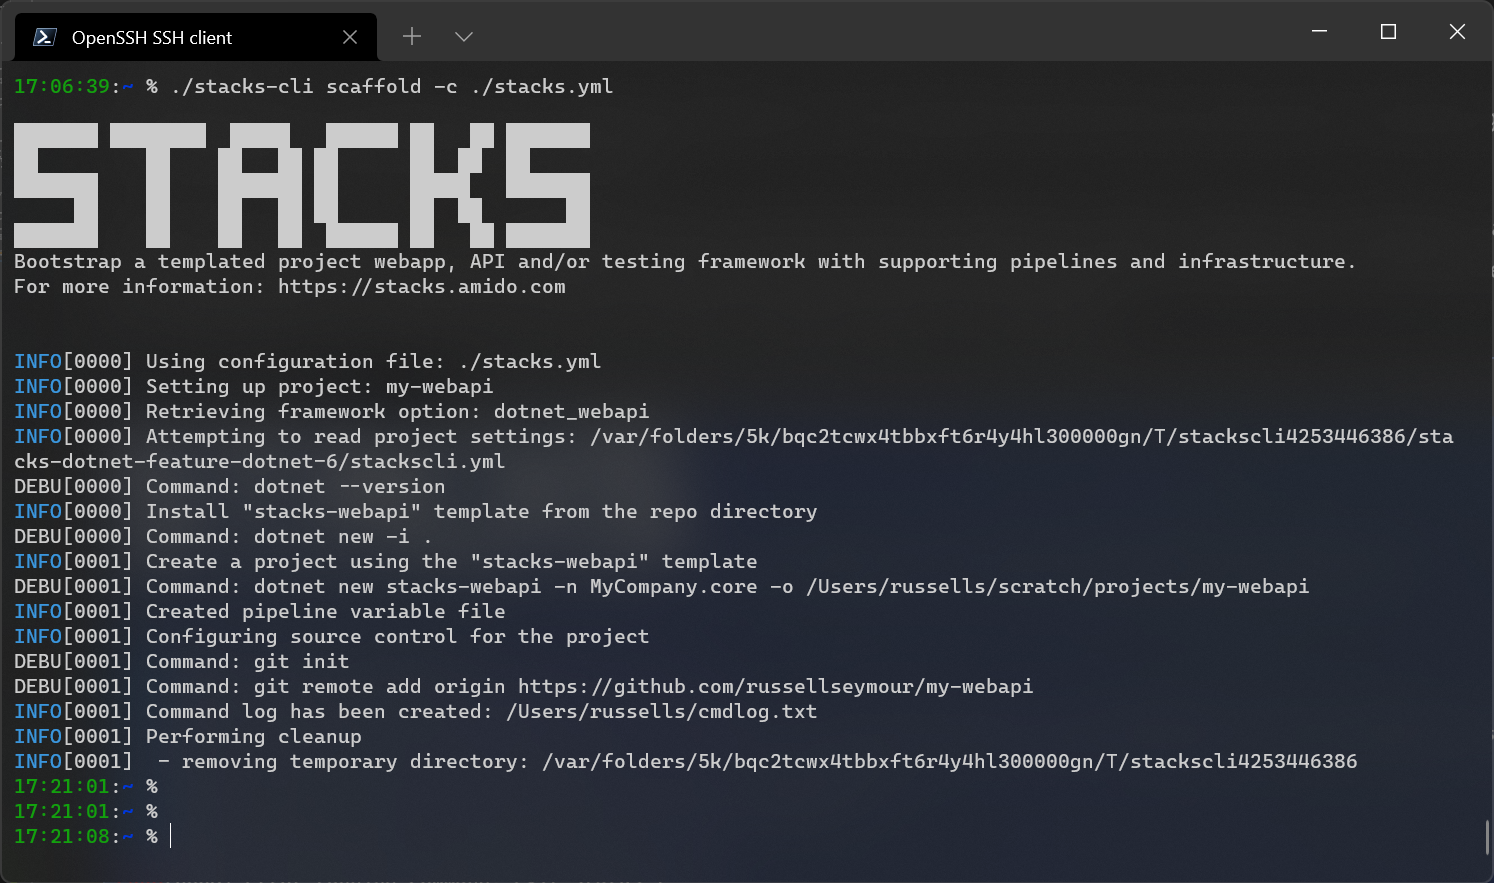 OpenSSH SSH client
17:06:39:~ % ./stacks-cli scaffold -c ./stacks.yml
STACKS
Bootstrap a templated project webapp, API and/or testing framework with supporting pipelines and infrastructure.
For more information: https://stacks.amido.com
INFO[0000] Using configuration file: ./stacks.yml
INFO[0000] Setting up project: my-webapi
INFO[0000] Retrieving framework option: dotnet_webapi
INFO[0000] Attempting to read project settings: /var/folders/5k/bqc2tcwx4tbbxft6r4y4hl300000gn/T/stackscli4253446386/sta
cks-dotnet-feature-dotnet-6/stackscli.yml
DEBU[0000] Command: dotnet --version
INFO[0000] Install "stacks-webapi" template from the repo directory
DEBU[0000] Command: dotnet new -i .
INFO[0001] Create a project using the "stacks-webapi" template
DEBU[0001] Command: dotnet new stacks-webapi -n MyCompany.core -o /Users/russells/scratch/projects/my-webapi
INFO[0001] Created pipeline variable file
INFO[0001] Configuring source control for the project
DEBU[0001] Command: git init
DEBU[0001] Command: git remote add origin https://github.com/russellseymour/my-webapi
INFO[0001] Command log has been created: /Users/russells/cmdlog.txt
INFO[0001] Performing cleanup
INFO[0001]  - removing temporary directory: /var/folders/5k/bqc2tcwx4tbbxft6r4y4hl300000gn/T/stackscli4253446386
17:21:01:~ %
17:21:01:~ %
17:21:08:~ %